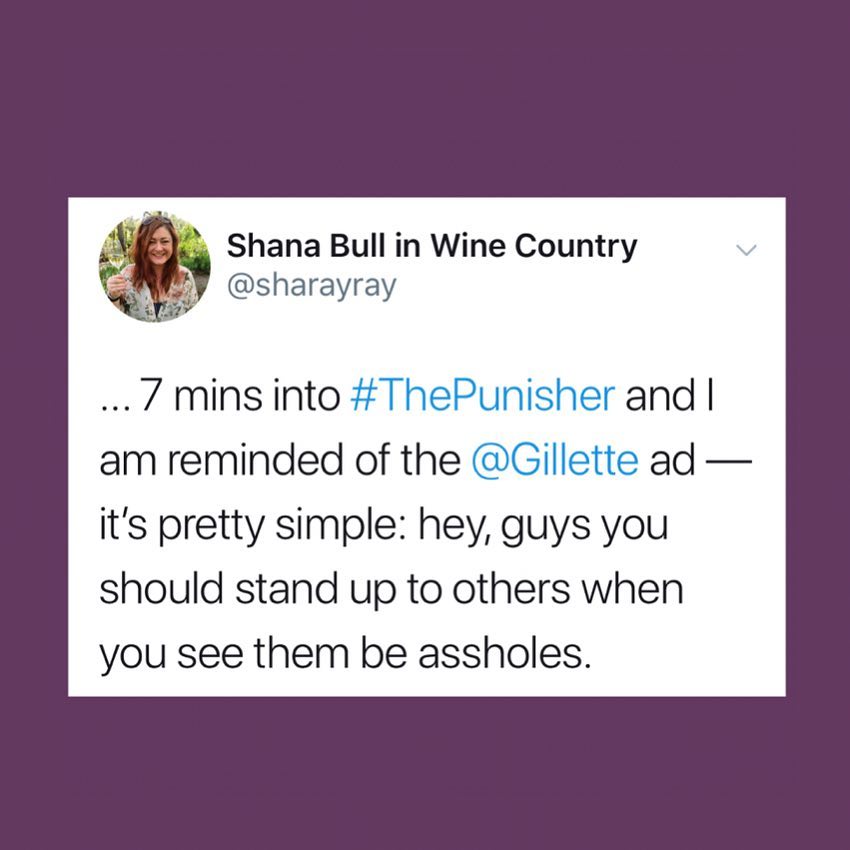 Shana Bull in Wine Country
@sharayray
... 7 mins into #ThePunisher and I
am reminded of the @Gillette ad —
it’s pretty simple: hey, guys you
should stand up to others when
you see them be assholes.